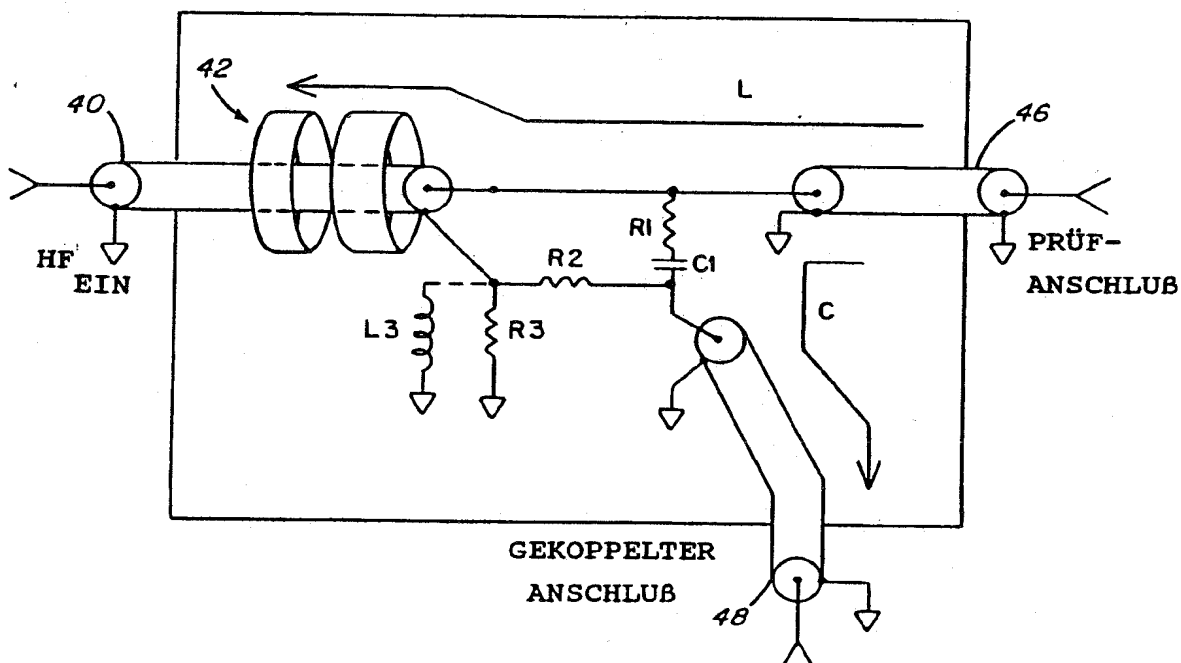 42
L
40
46
R1
HF
EIN
R2
C1
PRÜF-
ANSCHLUß
L3
R3
C
GEKOPPELTER
ANSCHLUß
48